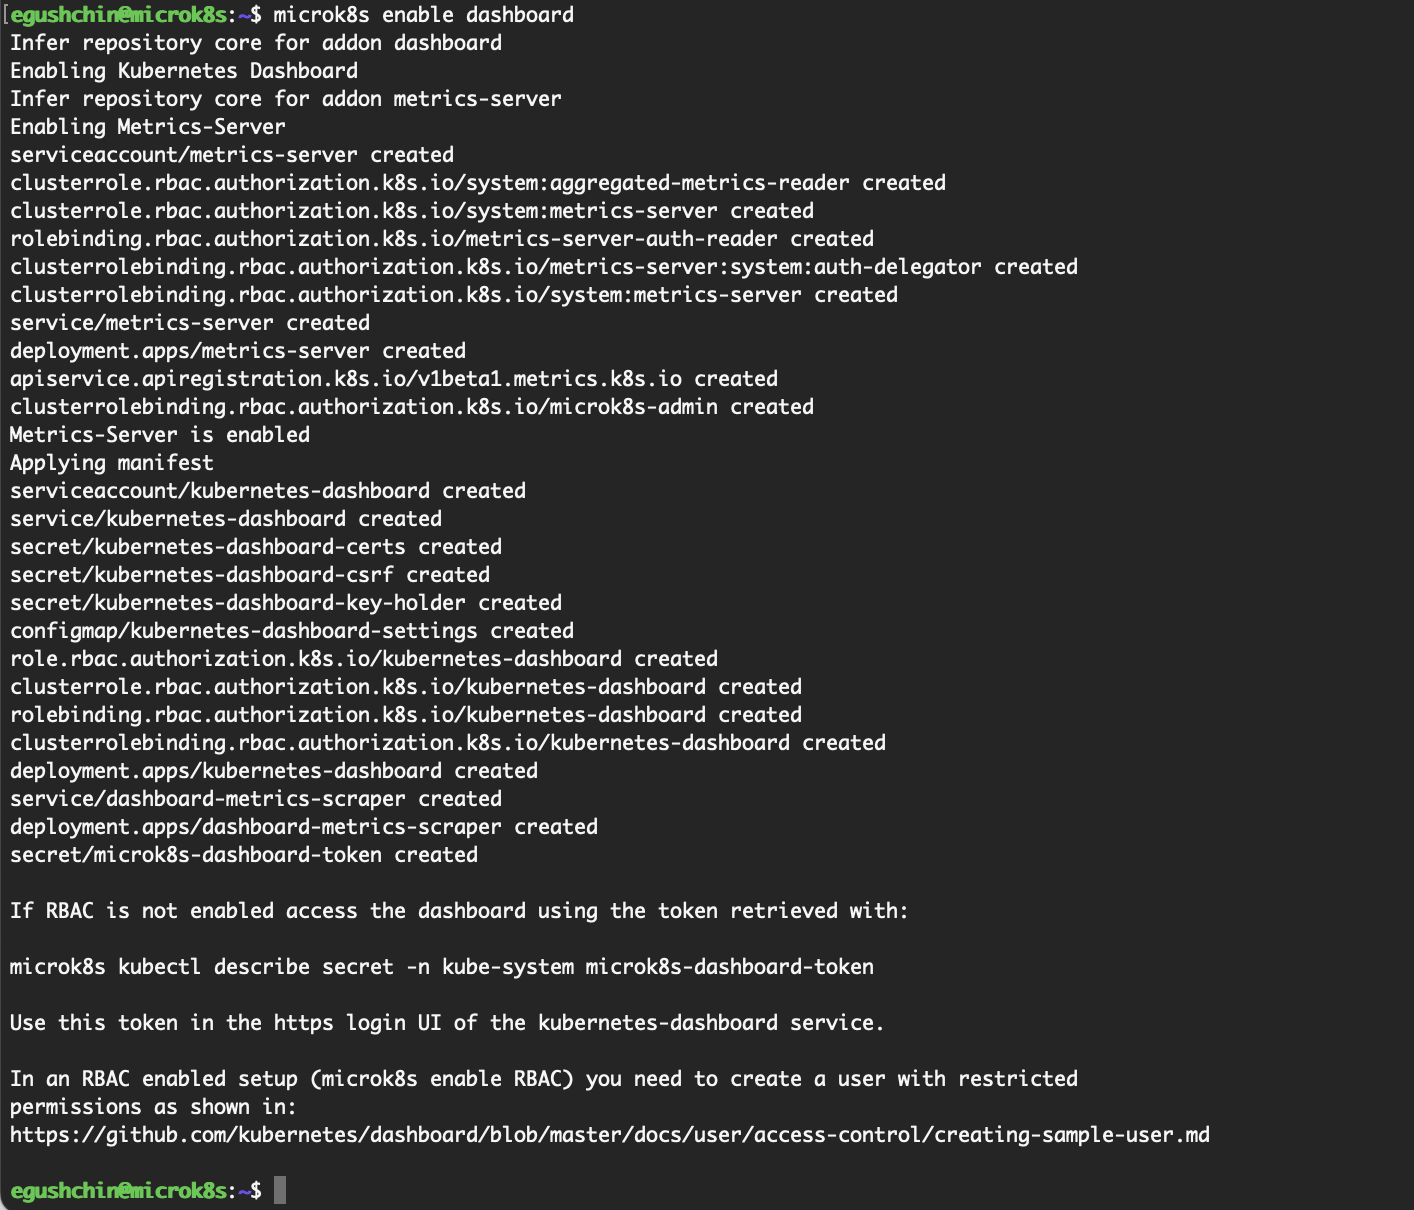 [egushchin@microk8s:~$ microk8s enable dashboard
Infer repository core for addon dashboard
Enabling Kubernetes Dashboard
Infer repository core for addon metrics-server
Enabling Metrics-Server
serviceaccount/metrics-server created
clusterrole.rbac.authorization.k8s.io/system:aggregated-metrics-reader created
clusterrole.rbac.authorization.k8s.io/system:metrics-server created
rolebinding.rbac.authorization.k8s.io/metrics-server-auth-reader created
clusterrolebinding.rbac.authorization.k8s.io/metrics-server:system:auth-delegator created
clusterrolebinding.rbac.authorization.k8s.io/system:metrics-server created
service/metrics-server created
deployment.apps/metrics-server created
apiservice.apiregistration.k8s.io/v1beta1.metrics.k8s.io created
clusterrolebinding.rbac.authorization.k8s.io/microk8s-admin created
Metrics-Server is enabled
Applying manifest
serviceaccount/kubernetes-dashboard created
service/kubernetes-dashboard created
secret/kubernetes-dashboard-certs created
secret/kubernetes-dashboard-csrf created
secret/kubernetes-dashboard-key-holder created
configmap/kubernetes-dashboard-settings created
role.rbac.authorization.k8s.io/kubernetes-dashboard created
clusterrole.rbac.authorization.k8s.io/kubernetes-dashboard created
rolebinding.rbac.authorization.k8s.io/kubernetes-dashboard created
clusterrolebinding.rbac.authorization.k8s.io/kubernetes-dashboard created
deployment.apps/kubernetes-dashboard created
service/dashboard-metrics-scraper created
deployment.apps/dashboard-metrics-scraper created
secret/microk8s-dashboard-token created

If RBAC is not enabled access the dashboard using the token retrieved with:

microk8s kubectl describe secret -n kube-system microk8s-dashboard-token

Use this token in the https login UI of the kubernetes-dashboard service.

In an RBAC enabled setup (microk8s enable RBAC) you need to create a user with restricted
permissions as shown in:
https://github.com/kubernetes/dashboard/blob/master/docs/user/access-control/creating-sample-user.md

egushchin@microk8s:~$